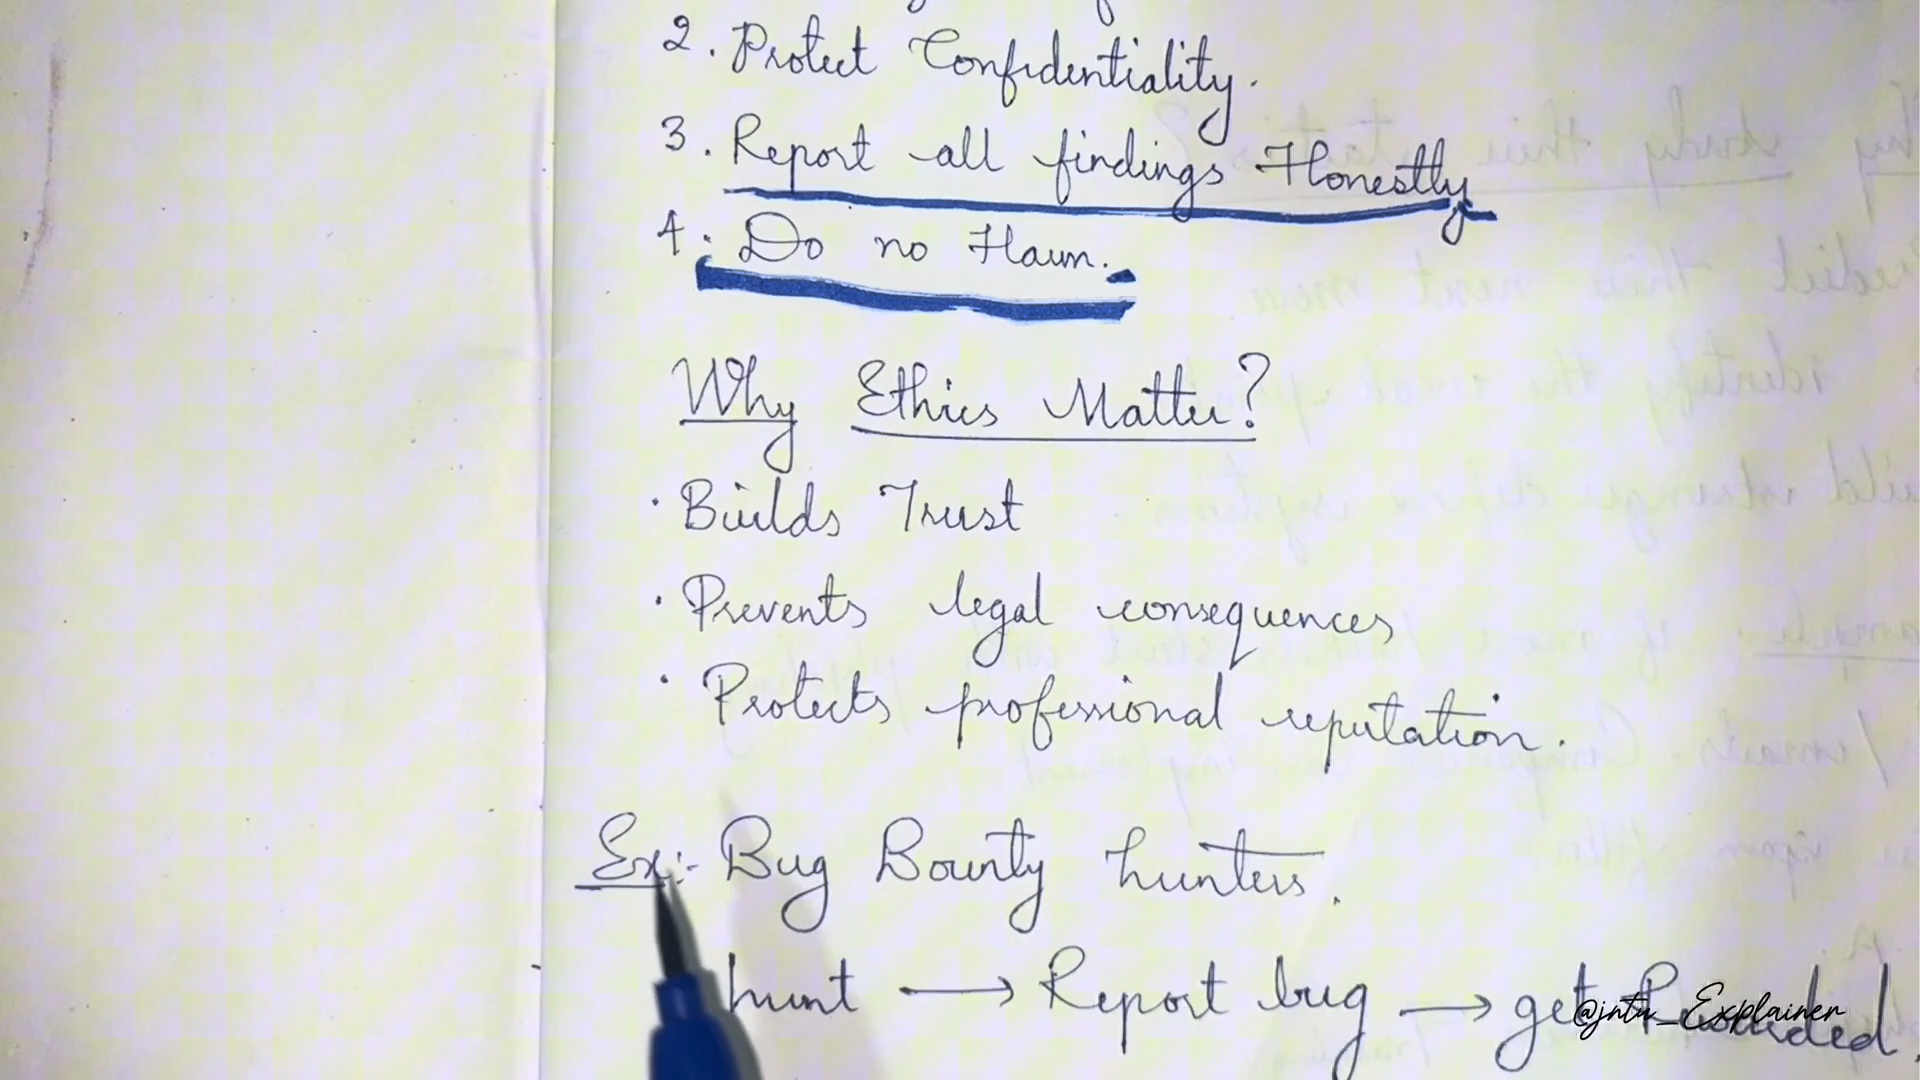 2. Protect Confidentiality.
3. Report all findings Honestly
4. Do no Harm.
Why Ethics Matter?
· Builds Trust
· Prevents legal consequences
· Protects professional reputation.
Ex:- Bug Bounty hunters.
hunt → Report bug → get Rewarded.
@jntu_Explainer